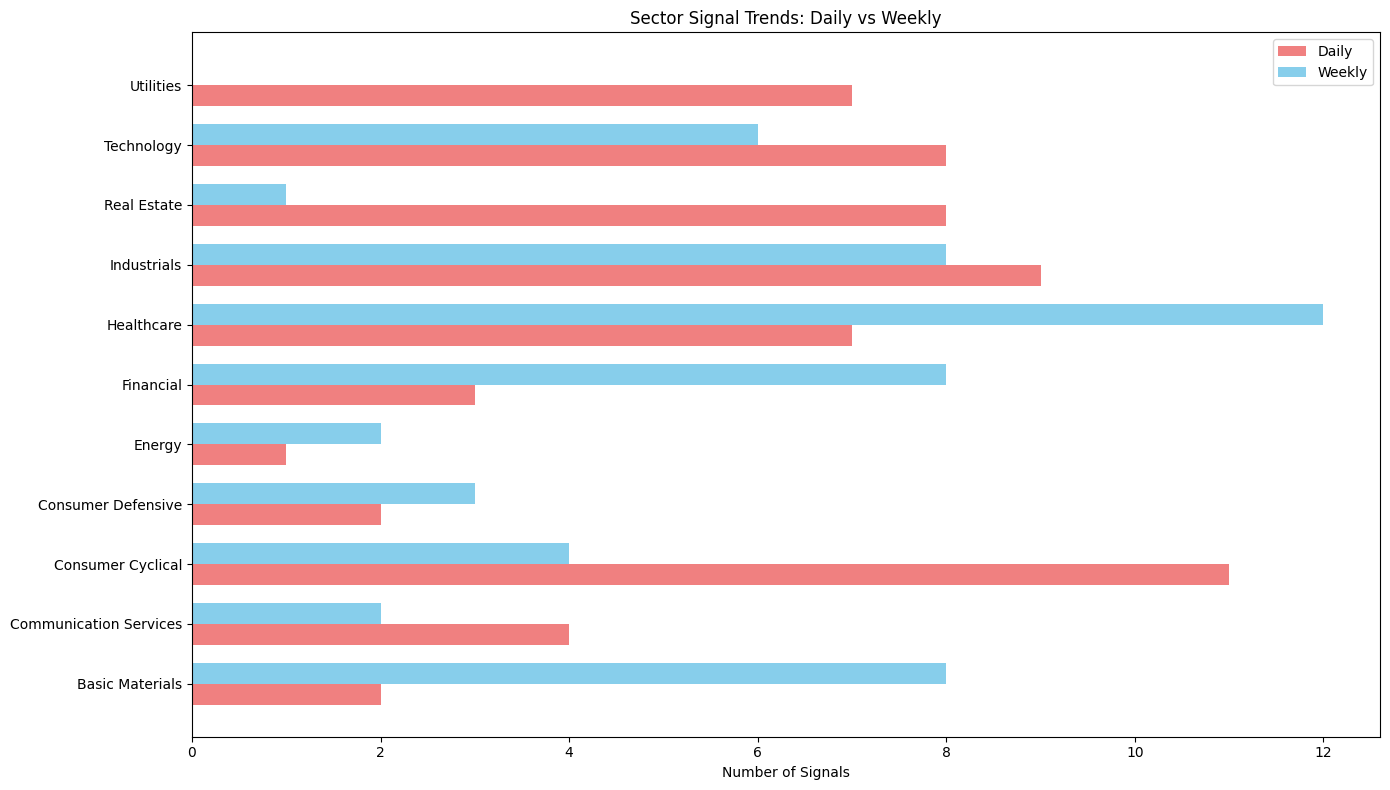 Sector Signal Trends: Daily vs Weekly
Daily
Weekly
Utilities
Technology
Real Estate
Industrials
Healthcare
Financial
Energy
Consumer Defensive
Consumer Cyclical
Communication Services
Basic Materials
0 2 4 6 8 10 12
Number of Signals